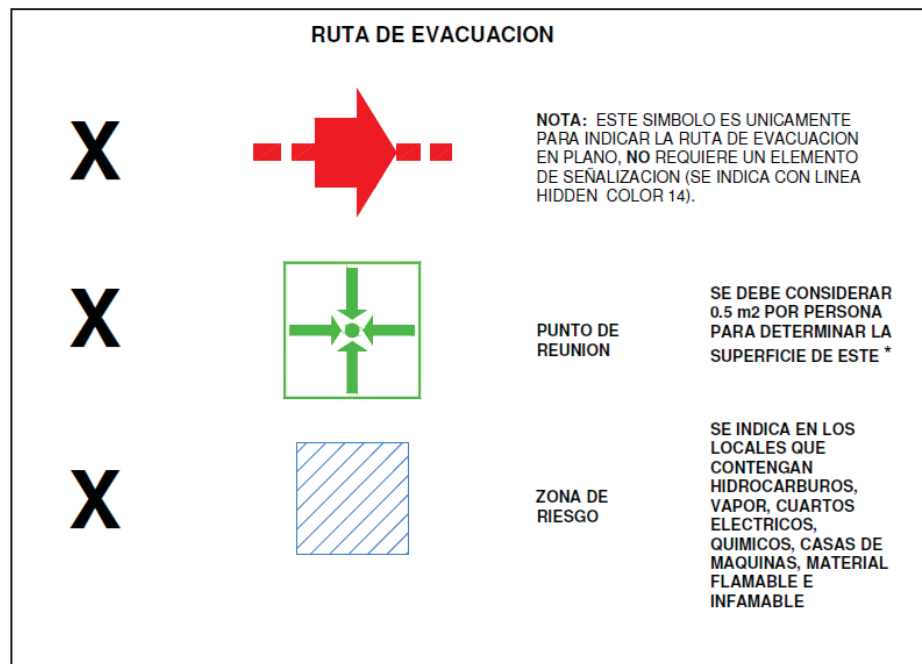 RUTA DE EVACUACION
X
NOTA: ESTE SIMBOLO ES UNICAMENTE
PARA INDICAR LA RUTA DE EVACUACION
EN PLANO, NO REQUIERE UN ELEMENTO
DE SEÑALIZACION (SE INDICA CON LINEA
HIDDEN COLOR 14).
X
PUNTO DE
REUNION
SE DEBE CONSIDERAR
0.5 m2 POR PERSONA
PARA DETERMINAR LA
SUPERFICIE DE ESTE *
X
ZONA DE
RIESGO
SE INDICA EN LOS
LOCALES QUE
CONTENGAN
HIDROCARBUROS,
VAPOR, CUARTOS
ELECTRICOS,
QUIMICOS, CASAS DE
MAQUINAS, MATERIAL
FLAMABLE E
INFAMABLE